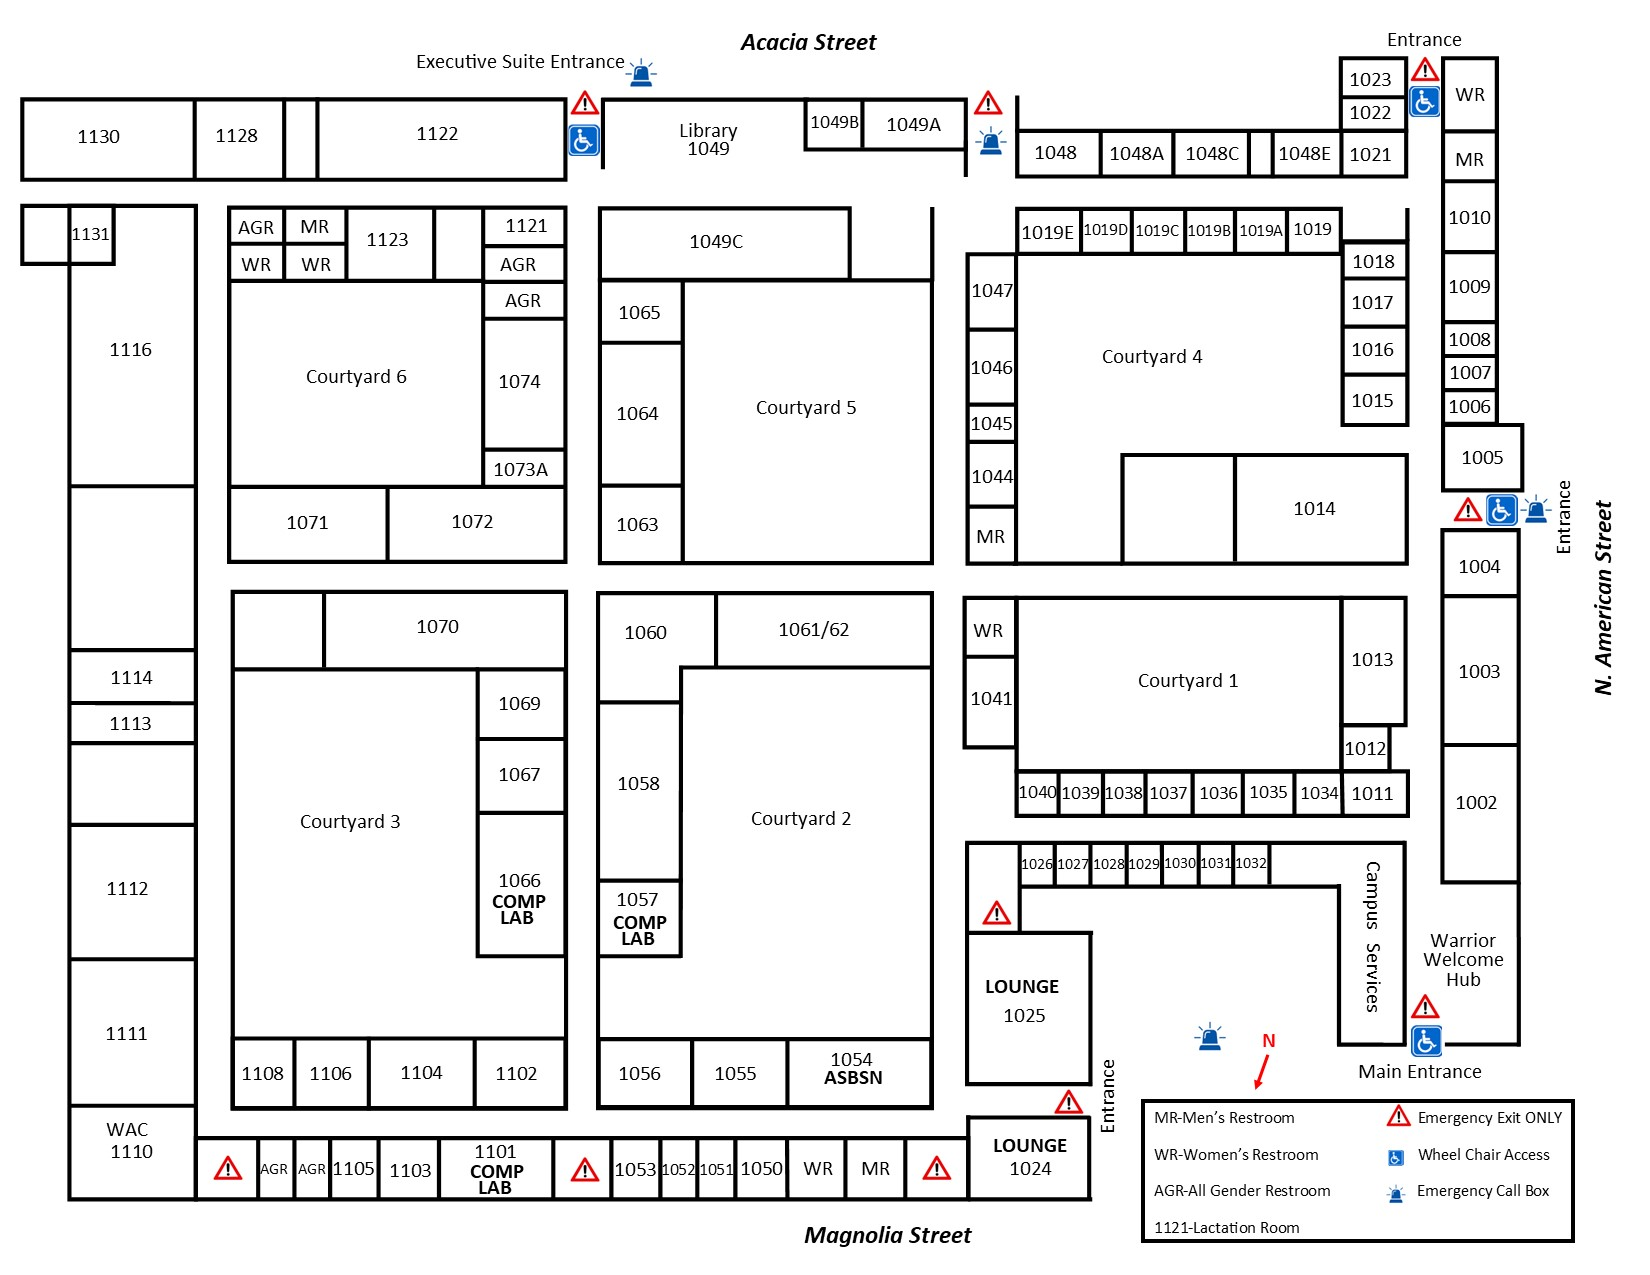 Acacia Street
Entrance
Executive Suite Entrance
1023
WR
1022
1130
1128
1122
Library
1049
1049B
1049A
1048
1048A
1048C
1048E
1021
MR
1131
AGR
MR
1123
1121
WR
WR
AGR
AGR
1049C
1019E
1019D
1019C
1019B
1019A
1019
1010
1018
1009
1017
1047
1065
1116
Courtyard 6
1074
1064
Courtyard 5
1046
Courtyard 4
1016
1008
1007
1015
1006
1045
1073A
1044
1005
1071
1072
1063
MR
1014
Entrance
N. American Street
1004
1070
1060
1061/62
WR
Courtyard 1
1013
1003
1114
1069
1041
1113
1067
1058
1012
Courtyard 3
Courtyard 2
1040
1039
1038
1037
1036
1035
1034
1011
1002
1112
1066
COMP
LAB
1057
COMP
LAB
1026
1027
1028
1029
1030
1031
1032
Campus Services
Warrior
Welcome
Hub
LOUNGE
1025
1111
N
Main Entrance
1108
1106
1104
1102
1056
1055
1054
ASBSN
Entrance
WAC
1110
AGR
AGR
1105
1103
1101
COMP
LAB
1053
1052
1051
1050
WR
MR
LOUNGE
1024
MR-Men's Restroom
Emergency Exit ONLY
WR-Women's Restroom
Wheel Chair Access
AGR-All Gender Restroom
Emergency Call Box
1121-Lactation Room
Magnolia Street